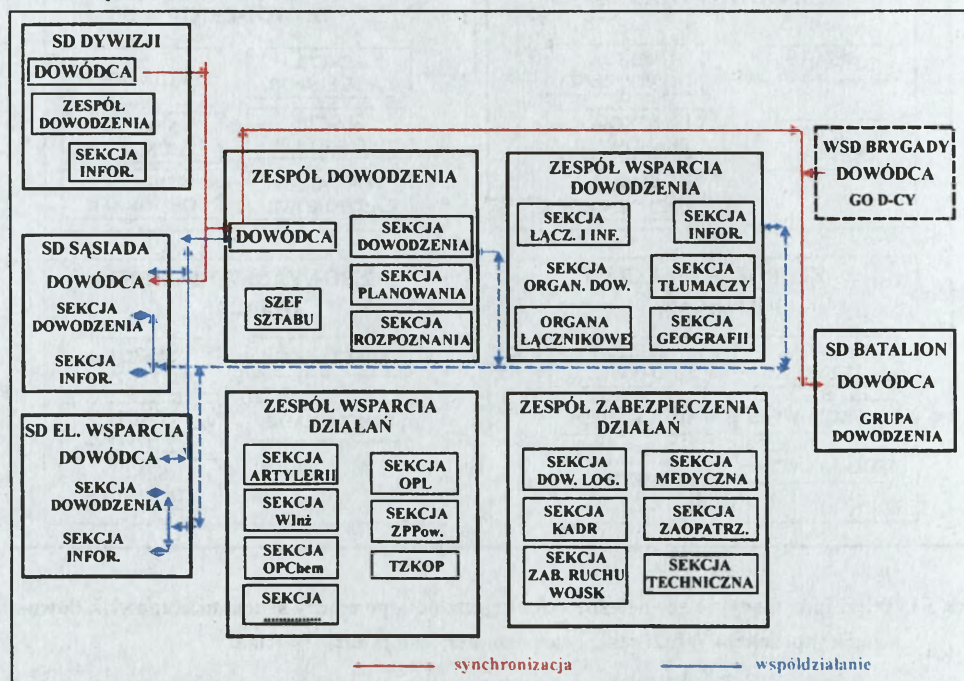 SD DYWIZJI
DOWÓDCA
ZESPÓŁ
DOWODZENIA
SEKCJA
INFOR.
SD SĄSIADA
DOWÓDCA
SEKCJA
DOWODZENIA
SEKCJA
INFOR.
SD EL. WSPARCIA
DOWÓDCA
SEKCJA
DOWODZENIA
SEKCJA
INFOR.
ZESPÓŁ DOWODZENIA
DOWÓDCA
SZEF
SZTABU
SEKCJA
DOWODZENIA
SEKCJA
PLANOWANIA
SEKCJA
ROZPOZNANIA
ZESPÓŁ WSPARCIA
DOWODZENIA
SEKCJA
ŁĄCZ. I INF.
SEKCJA
ORGAN. DOW.
ORGANA
ŁĄCZNIKOWE
SEKCJA
INFOR.
SEKCJA
TŁUMACZY
SEKCJA
GEOGRAFII
ZESPÓŁ WSPARCIA
DZIAŁAŃ
SEKCJA
ARTYLERII
SEKCJA
WInż
SEKCJA
OPChem
SEKCJA
SEKCJA
OPL
SEKCJA
ZPPow.
TZKOP
ZESPÓŁ ZABEZPIECZENIA
DZIAŁAŃ
SEKCJA
DOW. LOG.
SEKCJA
KADR
SEKCJA
ZAB. RUCHU
WOJSK
SEKCJA
MEDYCZNA
SEKCJA
ZAOPATRZ.
SEKCJA
TECHNICZNA
WSD BRYGADY
DOWÓDCA
GO D-CY
SD BATALION
DOWÓDCA
GRUPA
DOWODZENIA
synchronizacja
współdziałanie